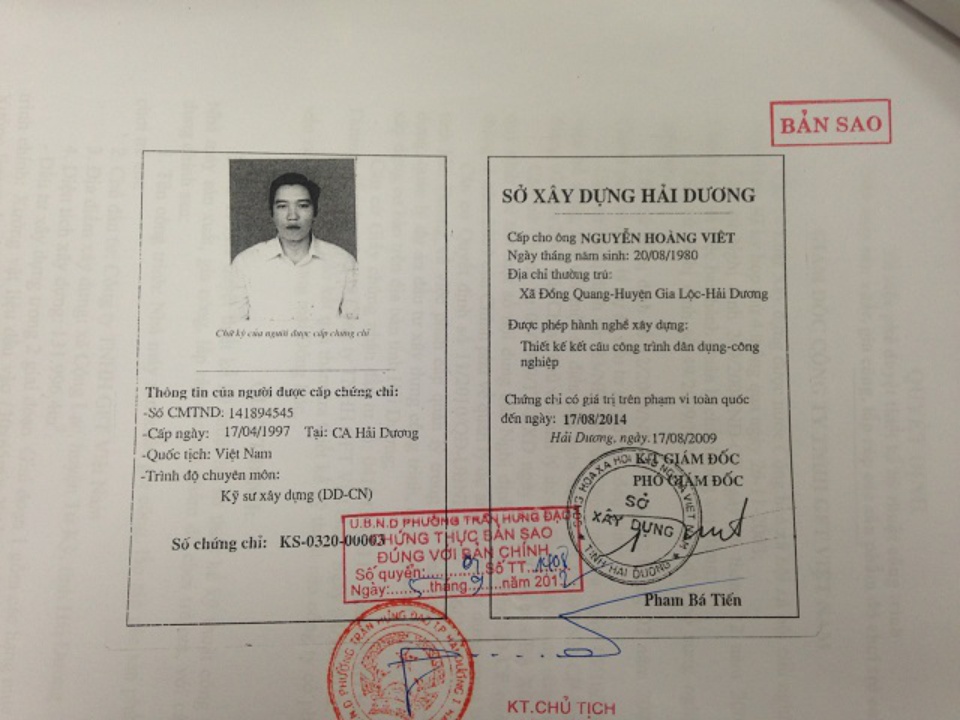 BẢN SAO
Chữ ký của người được cấp chứng chỉ
Thông tin của người được cấp chứng chỉ:
-Số CMTND: 141894545
-Cấp ngày: 17/04/1997 Tại: CA Hải Dương
-Quốc tịch: Việt Nam
-Trình độ chuyên môn:
Kỹ sư xây dựng (DD-CN)
Số chứng chỉ: KS-0320-00003
SỞ XÂY DỰNG HẢI DƯƠNG
Cấp cho ông NGUYỄN HOÀNG VIÊT
Ngày tháng năm sinh: 20/08/1980
Địa chỉ thường trú:
Xã Đồng Quang-Huyện Gia Lộc-Hải Dương
Được phép hành nghề xây dựng:
Thiết kế kết cấu công trình dân dụng-công
nghiệp
Chứng chỉ có giá trị trên phạm vi toàn quốc
đến ngày: 17/08/2014
Hải Dương, ngày.17/08/2009
K/T GIÁM ĐỐC
PHÓ GIÁM ĐỐC
SỞ
XÂY DỰNG
TỈNH HẢI DƯƠNG
Phạm Bá Tiến
U.B.N.D PHƯỜNG TRẦN HƯNG ĐẠO
CHỨNG THỰC BẢN SAO
ĐÚNG VỚI BẢN CHÍNH
Số quyển: 01 Số TT
Ngày: 5 tháng 9 năm 201
KT.CHỦ TỊCH